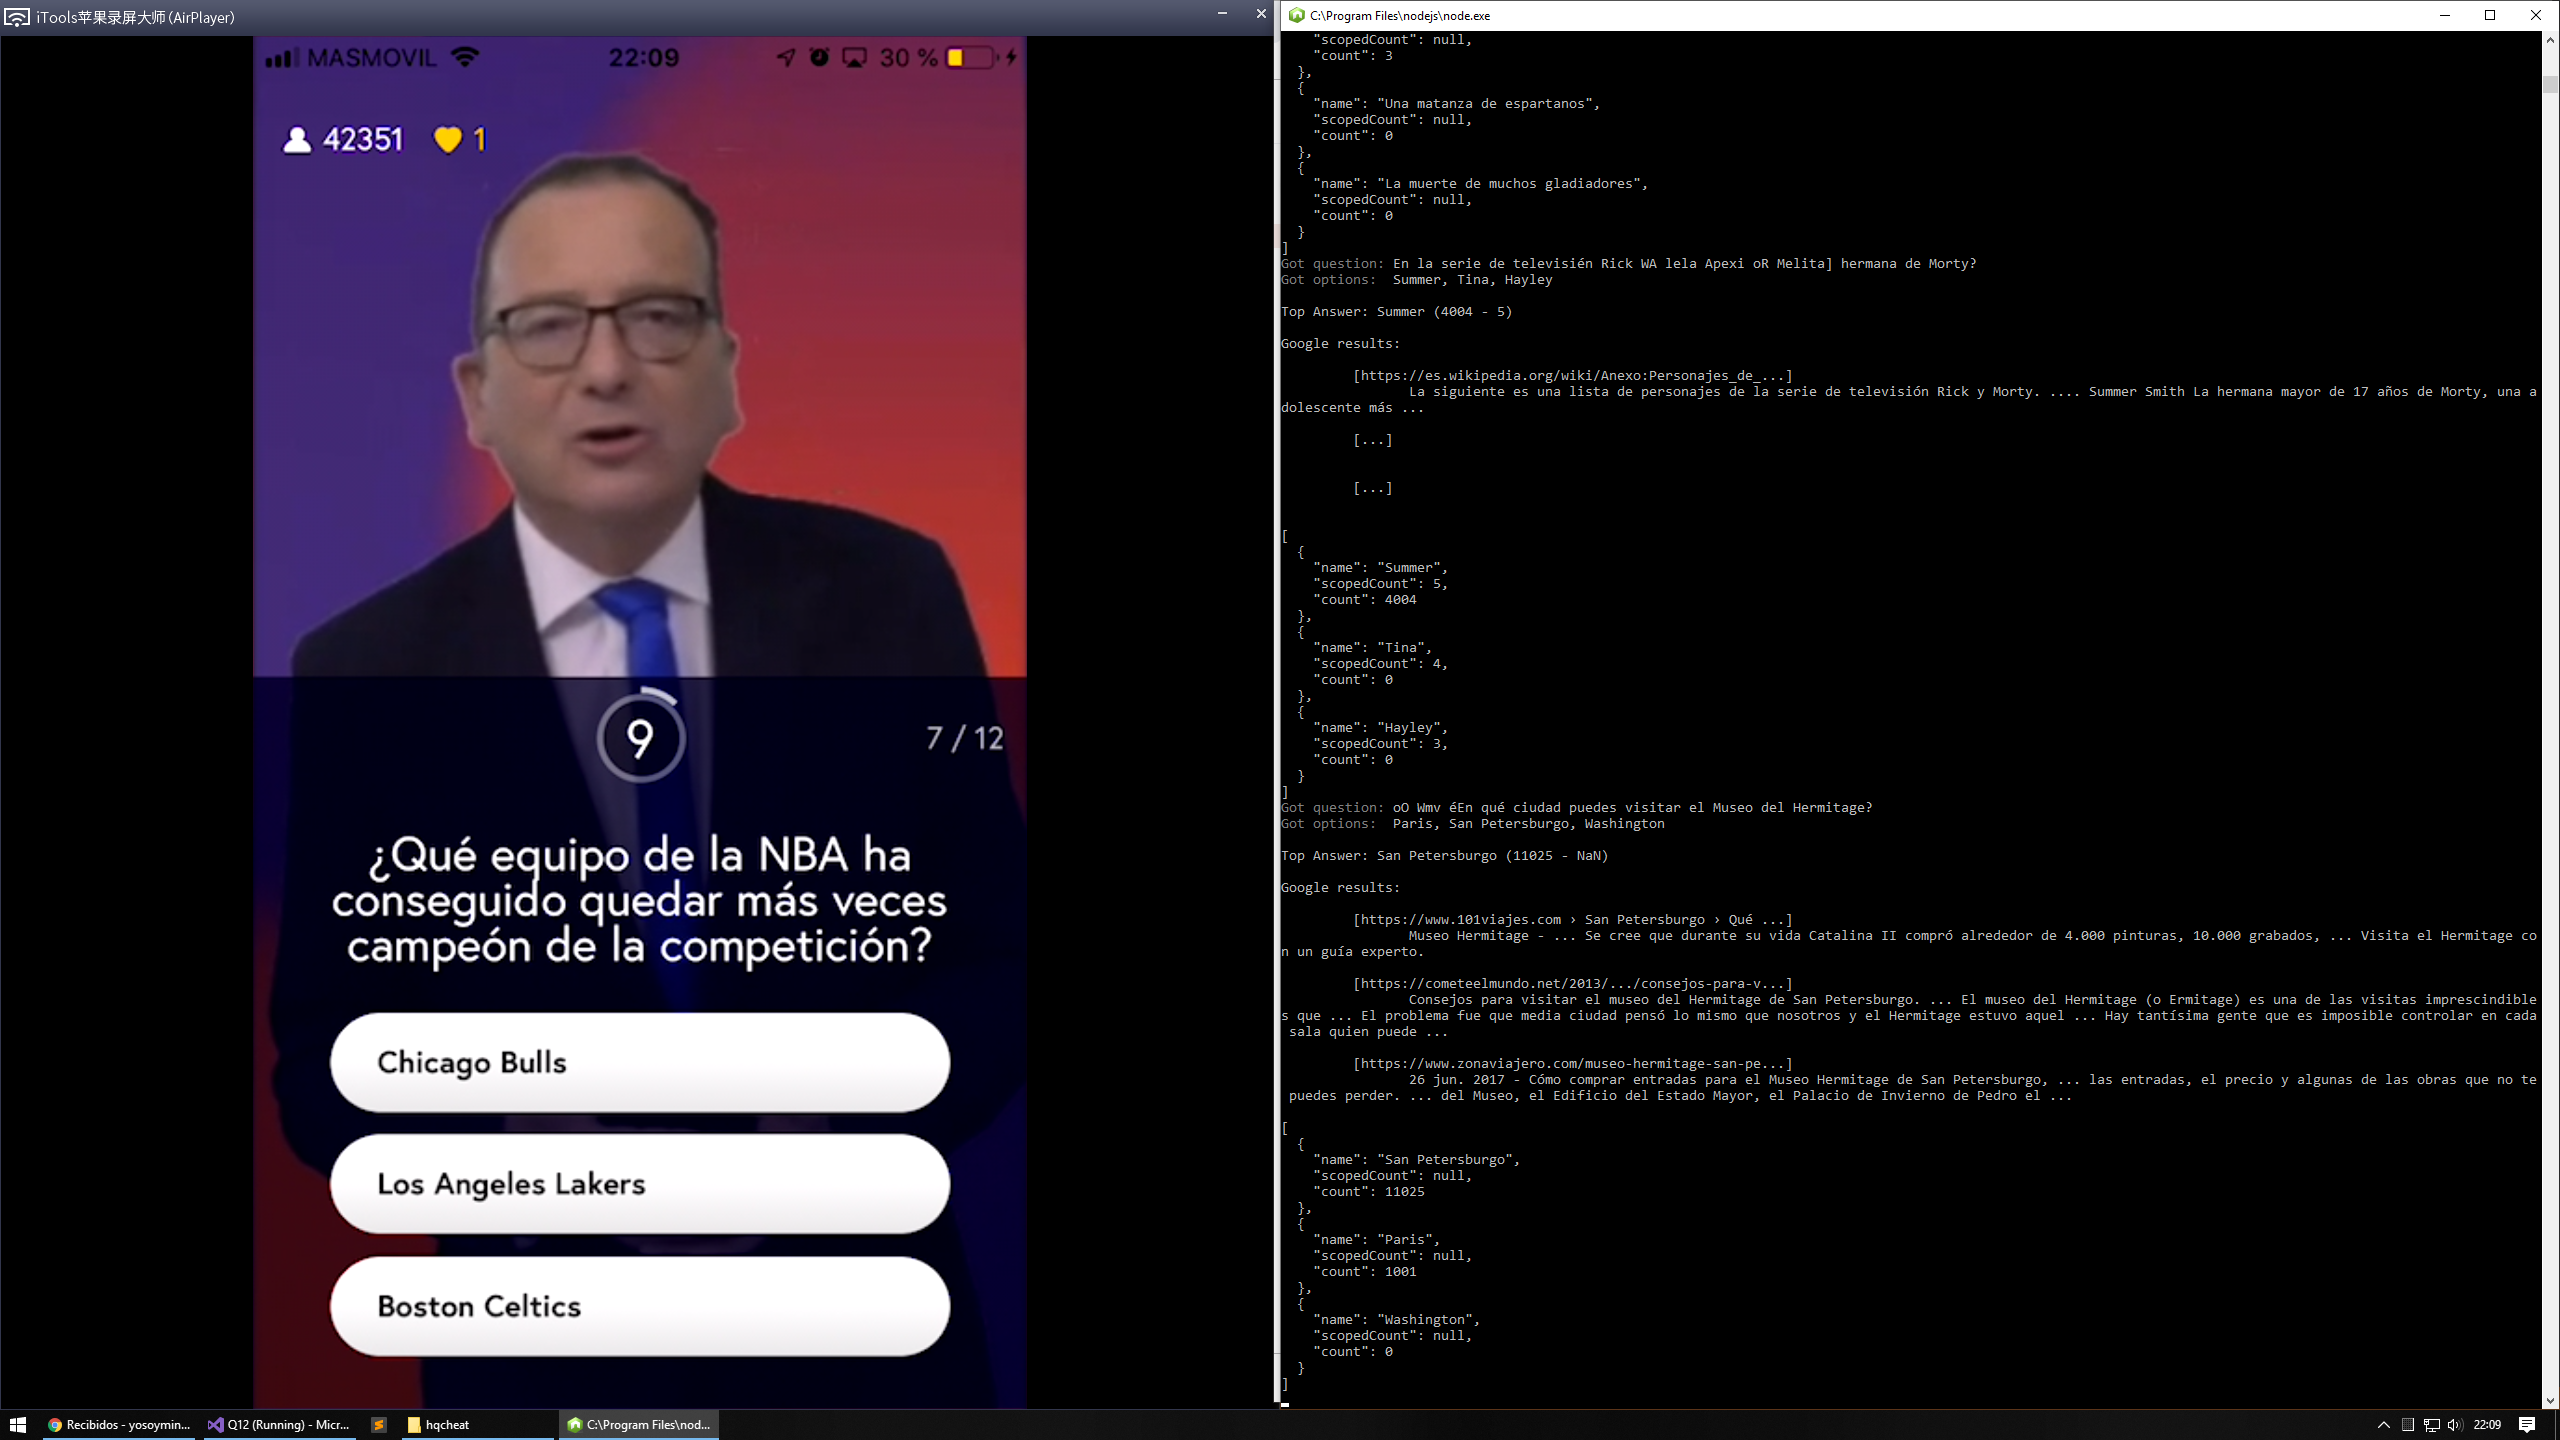 iTools苹果录屏大师(AirPlayer)
MASMOVIL
22:09
30 %
42351
1
9
7 / 12
¿Qué equipo de la NBA ha
conseguido quedar más veces
campeón de la competición?
Chicago Bulls
Los Angeles Lakers
Boston Celtics
C:\Program Files\nodejs\node.exe
"scopedCount": null,
"count": 3
},
{
"name": "Una matanza de espartanos",
"scopedCount": null,
"count": 0
},
{
"name": "La muerte de muchos gladiadores",
"scopedCount": null,
"count": 0
}
]
Got question: En la serie de televisión Rick WA lela Apexi oR Melita] hermana de Morty?
Got options:  Summer, Tina, Hayley
Top Answer: Summer (4004 - 5)
Google results:
[https://es.wikipedia.org/wiki/Anexo:Personajes_de_...]
La siguiente es una lista de personajes de la serie de televisión Rick y Morty. .... Summer Smith La hermana mayor de 17 años de Morty, una a
dolescente más ...
[...]
[...]
[
{
"name": "Summer",
"scopedCount": 5,
"count": 4004
},
{
"name": "Tina",
"scopedCount": 4,
"count": 0
},
{
"name": "Hayley",
"scopedCount": 3,
"count": 0
}
]
Got question: oO Wmv éEn qué ciudad puedes visitar el Museo del Hermitage?
Got options:  Paris, San Petersburgo, Washington
Top Answer: San Petersburgo (11025 - NaN)
Google results:
[https://www.101viajes.com › San Petersburgo › Qué ...]
Museo Hermitage - ... Se cree que durante su vida Catalina II compró alrededor de 4.000 pinturas, 10.000 grabados, ... Visita el Hermitage co
n un guía experto.
[https://cometeelmundo.net/2013/.../consejos-para-v...]
Consejos para visitar el museo del Hermitage de San Petersburgo. ... El museo del Hermitage (o Ermitage) es una de las visitas imprescindible
s que ... El problema fue que media ciudad pensó lo mismo que nosotros y el Hermitage estuvo aquel ... Hay tantísima gente que es imposible controlar en cada
sala quien puede ...
[https://www.zonaviajero.com/museo-hermitage-san-pe...]
26 jun. 2017 - Cómo comprar entradas para el Museo Hermitage de San Petersburgo, ... las entradas, el precio y algunas de las obras que no te
puedes perder. ... del Museo, el Edificio del Estado Mayor, el Palacio de Invierno de Pedro el ...
[
{
"name": "San Petersburgo",
"scopedCount": null,
"count": 11025
},
{
"name": "Paris",
"scopedCount": null,
"count": 1001
},
{
"name": "Washington",
"scopedCount": null,
"count": 0
}
]
Recibidos - yosoymin...
Q12 (Running) - Micr...
hqcheat
C:\Program Files\nod...
22:09